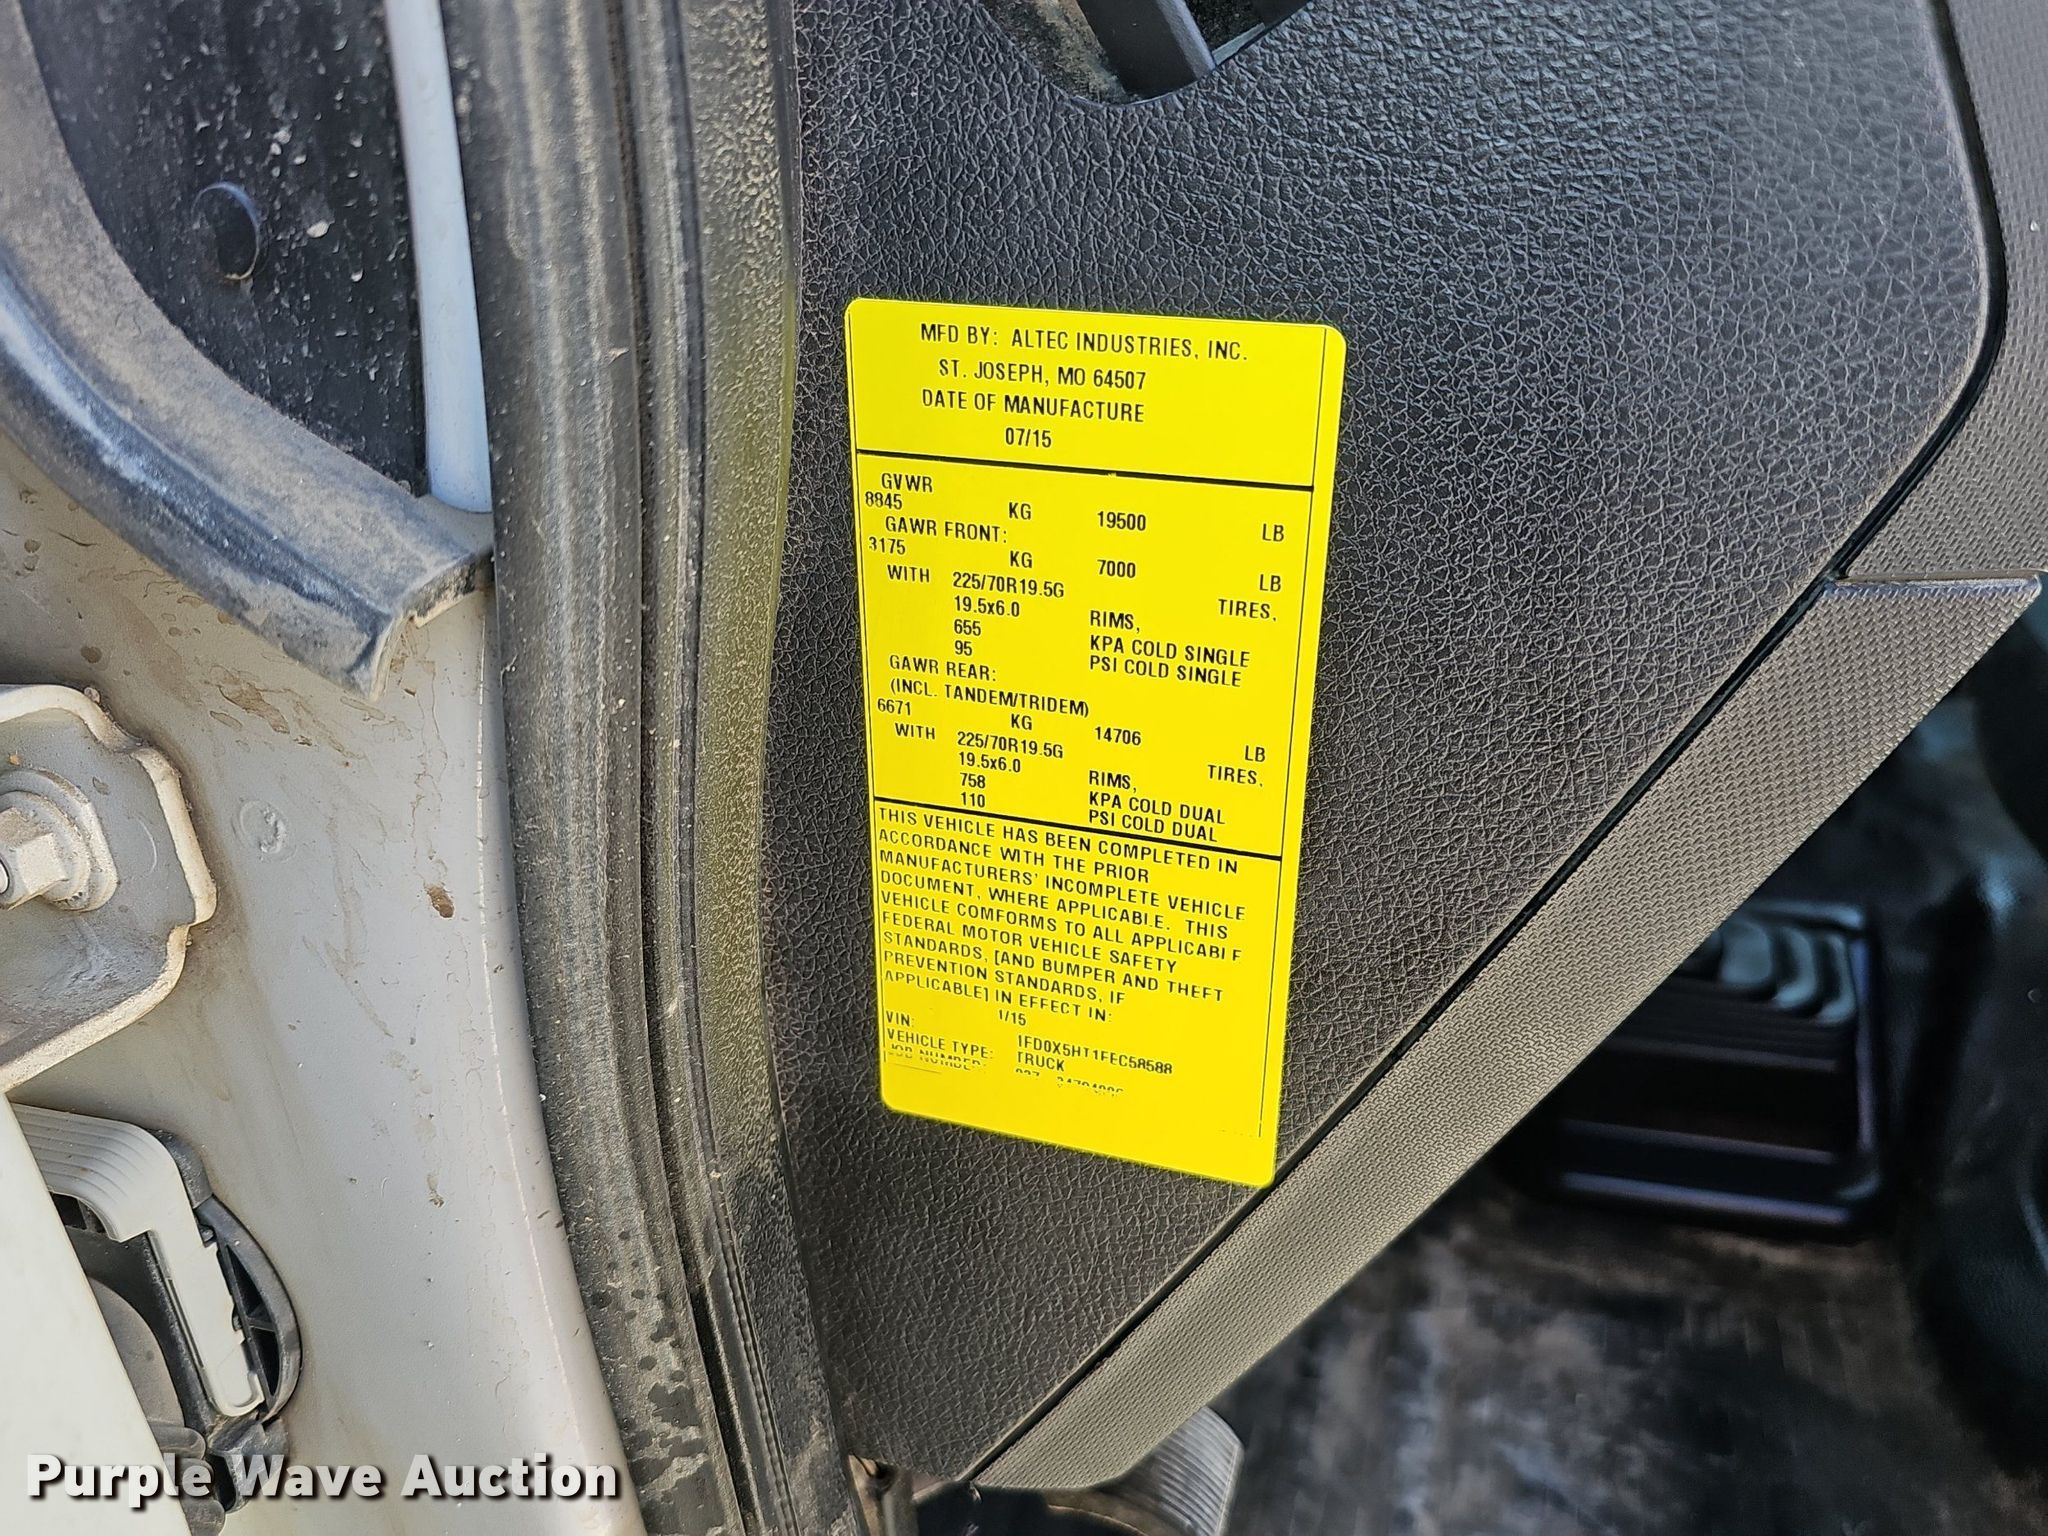 MFD BY: ALTEC INDUSTRIES, INC.
ST. JOSEPH, MO 64507
DATE OF MANUFACTURE
07/15
GVWR
8845 KG 19500 LB
GAWR FRONT:
3175 KG 7000 LB
WITH 225/70R19.5G TIRES,
19.5x6.0 RIMS,
655 KPA COLD SINGLE
95 PSI COLD SINGLE
GAWR REAR:
(INCL. TANDEM/TRIDEM)
6671 KG 14706 LB
WITH 225/70R19.5G TIRES,
19.5x6.0 RIMS,
758 KPA COLD DUAL
110 PSI COLD DUAL
THIS VEHICLE HAS BEEN COMPLETED IN
ACCORDANCE WITH THE PRIOR
MANUFACTURERS' INCOMPLETE VEHICLE
DOCUMENT, WHERE APPLICABLE. THIS
VEHICLE COMFORMS TO ALL APPLICABLE
FEDERAL MOTOR VEHICLE SAFETY
STANDARDS, [AND BUMPER AND THEFT
PREVENTION STANDARDS, IF
APPLICABLE] IN EFFECT IN:
1/15
VIN: 1FD0X5HT1FEC58588
VEHICLE TYPE: TRUCK
JOB NUMBER:
Purple Wave Auction